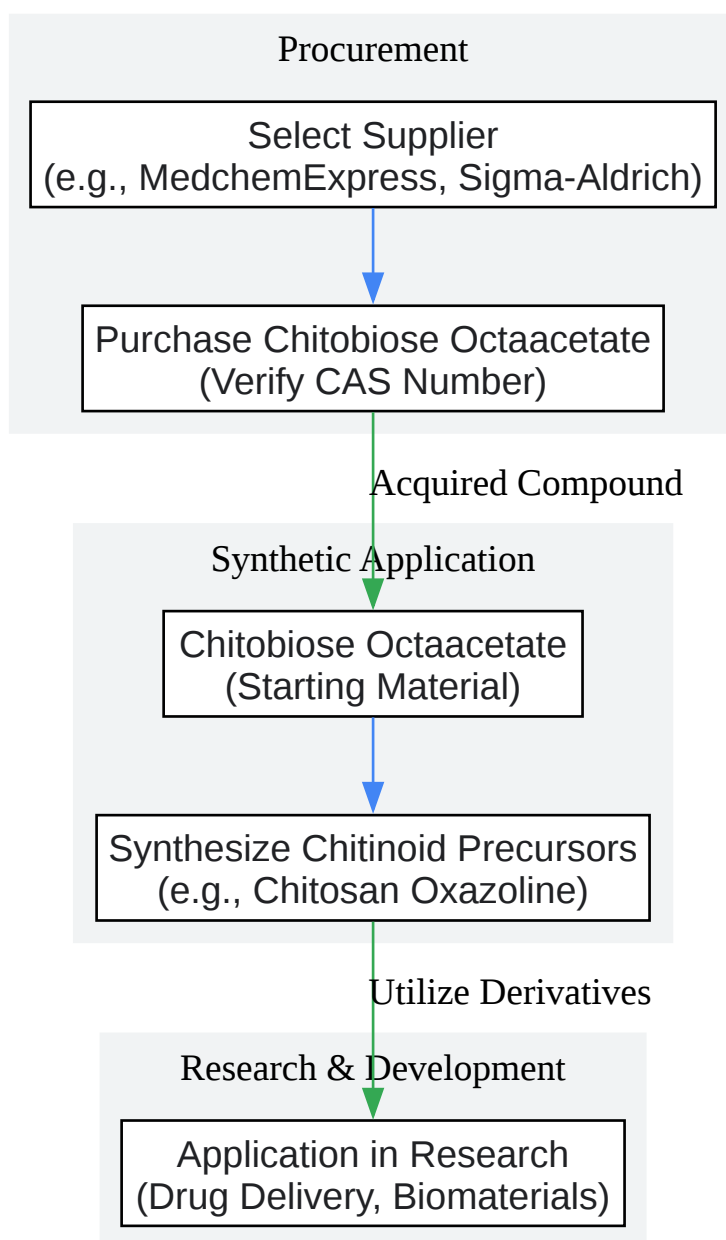 Procurement
Select Supplier
(e.g., MedchemExpress, Sigma-Aldrich)
Purchase Chitobiose Octaacetate
(Verify CAS Number)
Acquired Compound
Synthetic Application
Chitobiose Octaacetate
(Starting Material)
Synthesize Chitinoid Precursors
(e.g., Chitosan Oxazoline)
Utilize Derivatives
Research & Development
Application in Research
(Drug Delivery, Biomaterials)